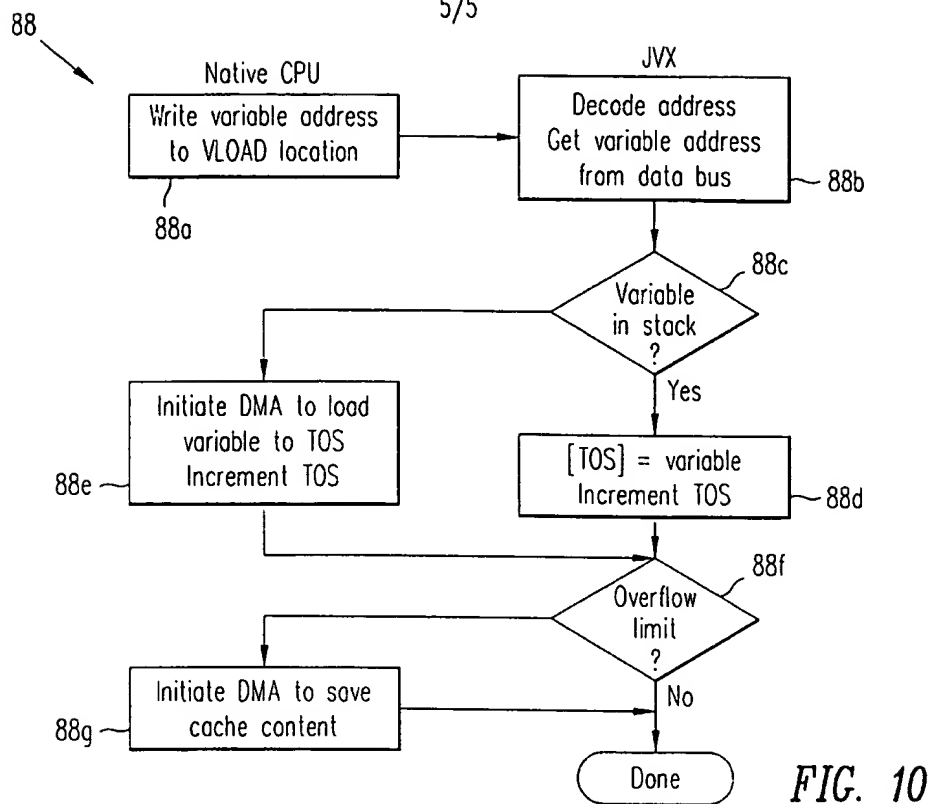 5/5
88
Native CPU
Write variable address
to VLOAD location
88a
JVX
Decode address
Get variable address
from data bus
88b
88c
Variable
in stack
?
Yes
Initiate DMA to load
variable to TOS
Increment TOS
88e
[TOS] = variable
Increment TOS
88d
88f
Overflow
limit
?
No
Initiate DMA to save
cache content
88g
Done
FIG. 10